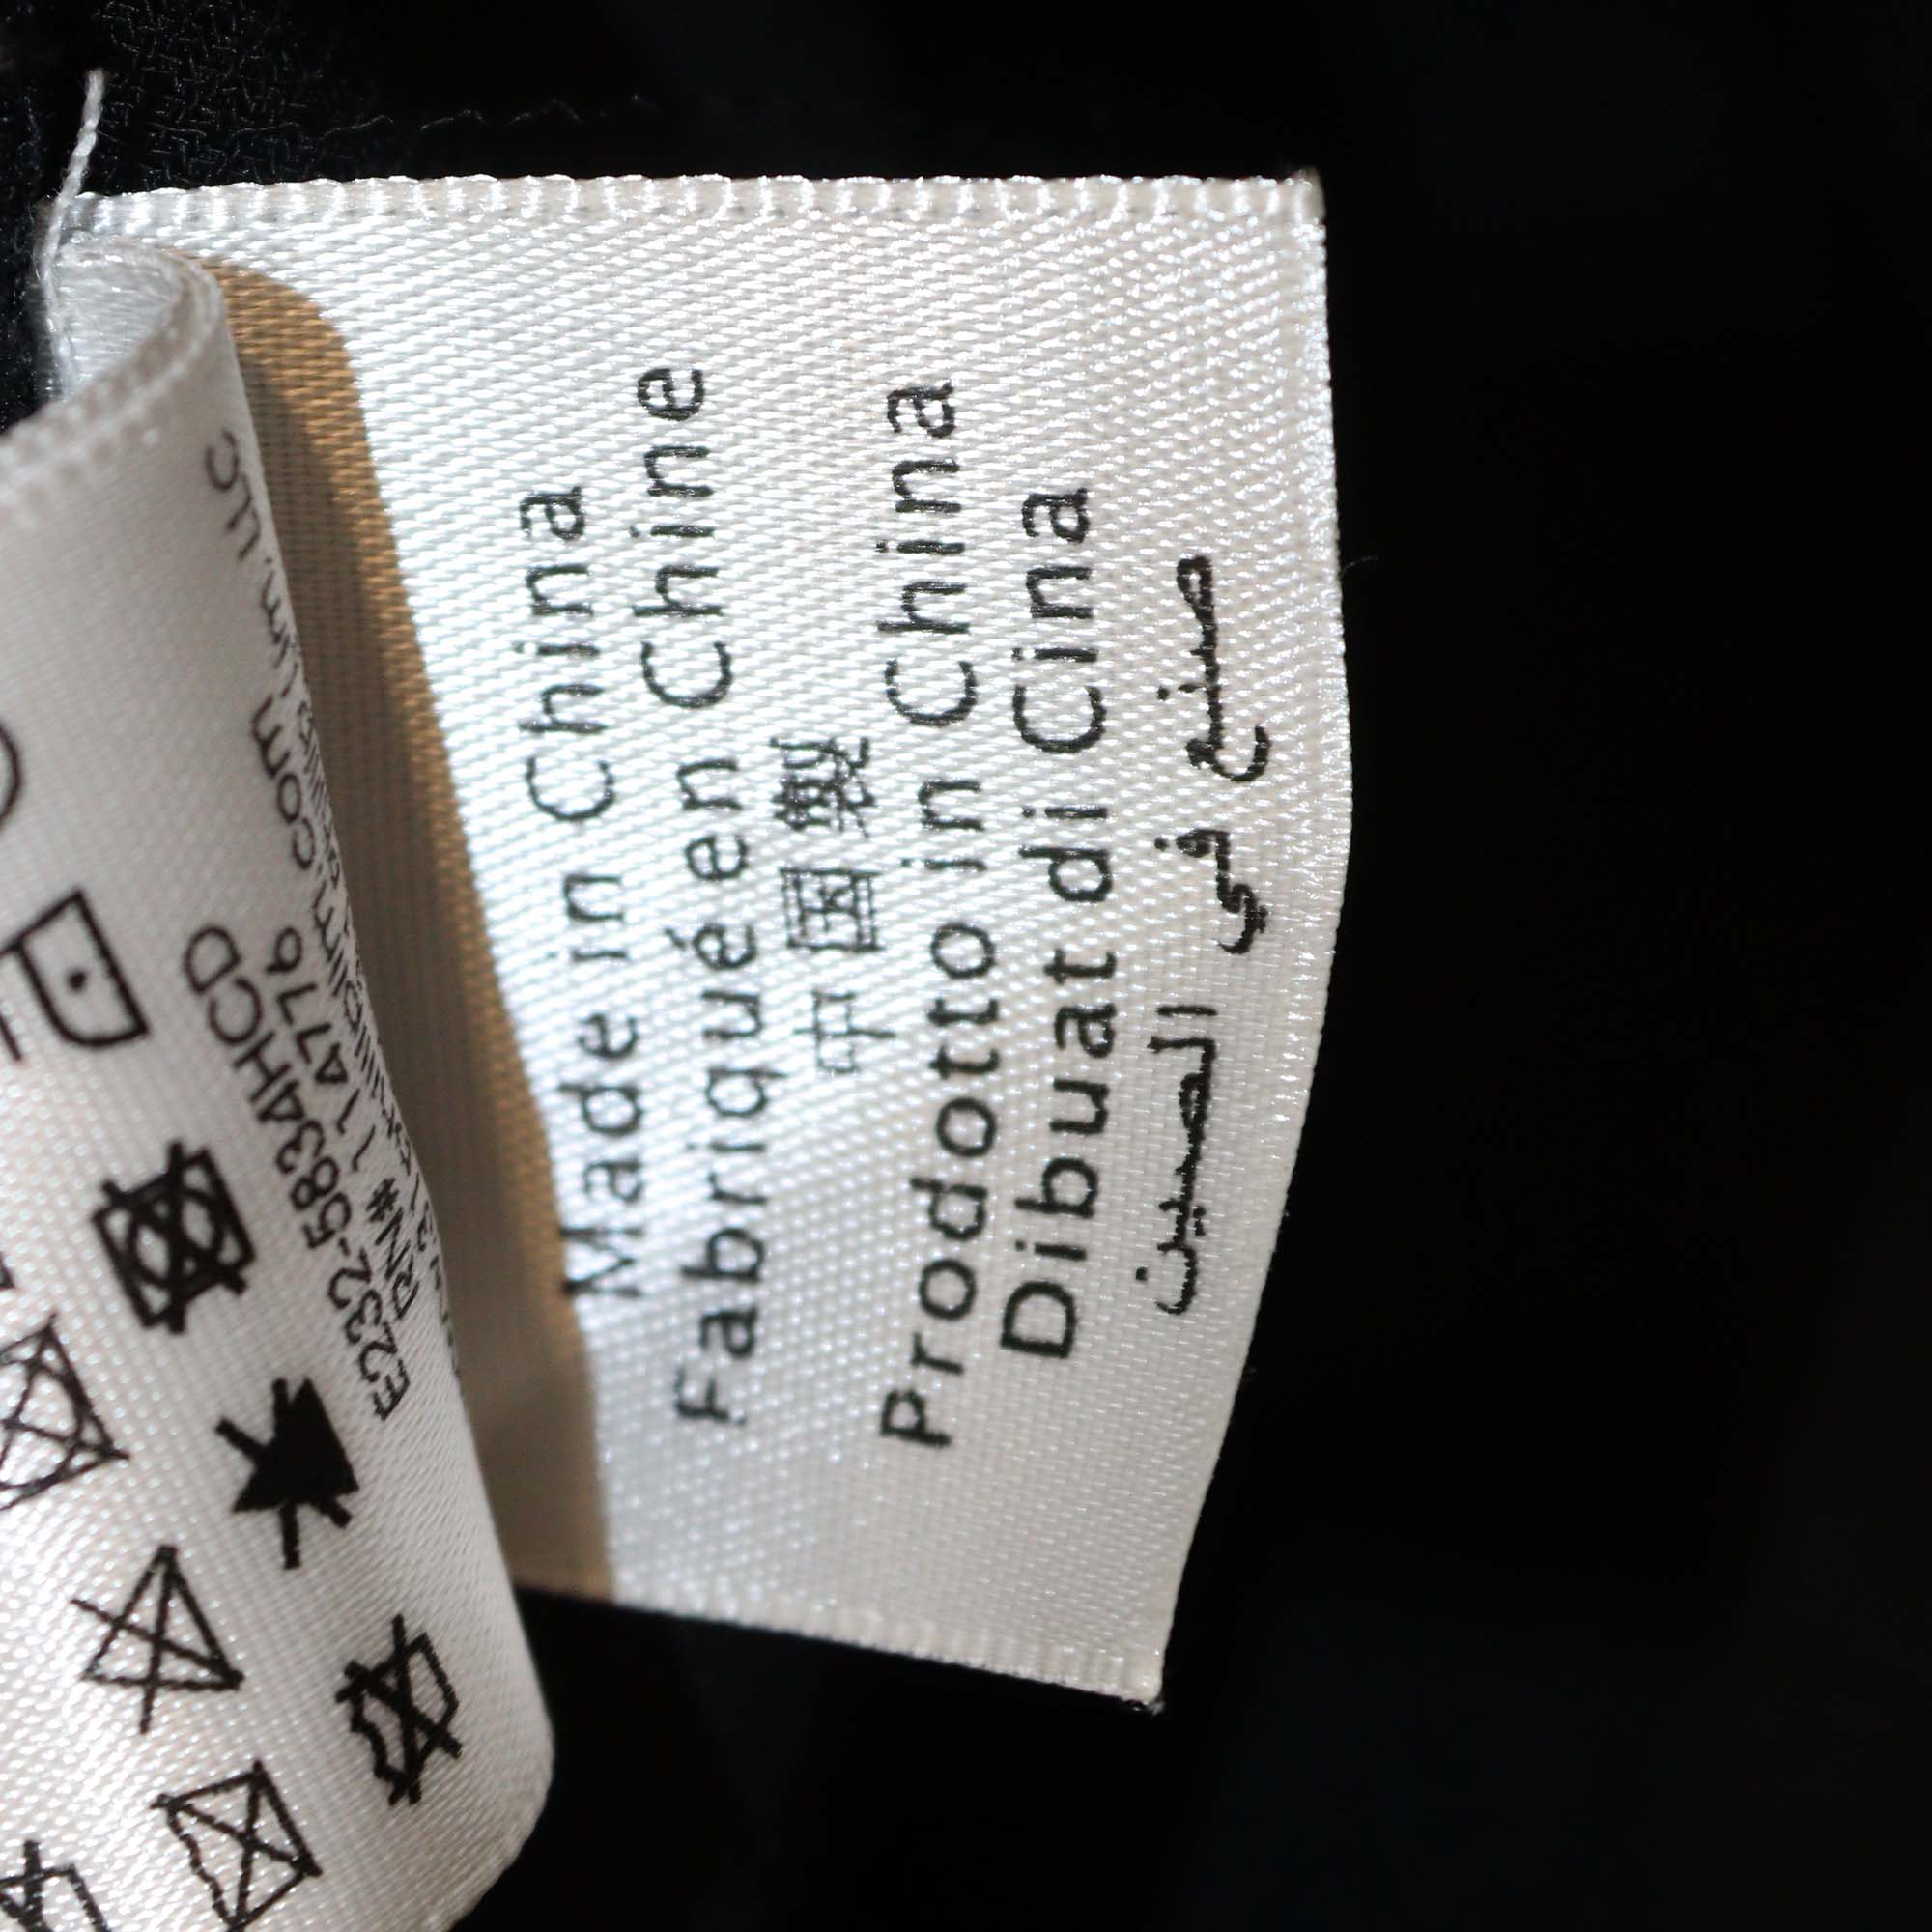 E232-5834HCD
RN# 114776
Made in China
Fabriqué en Chine
中国製
Prodotto in China
Dibuat di Cina
صنع في الصين